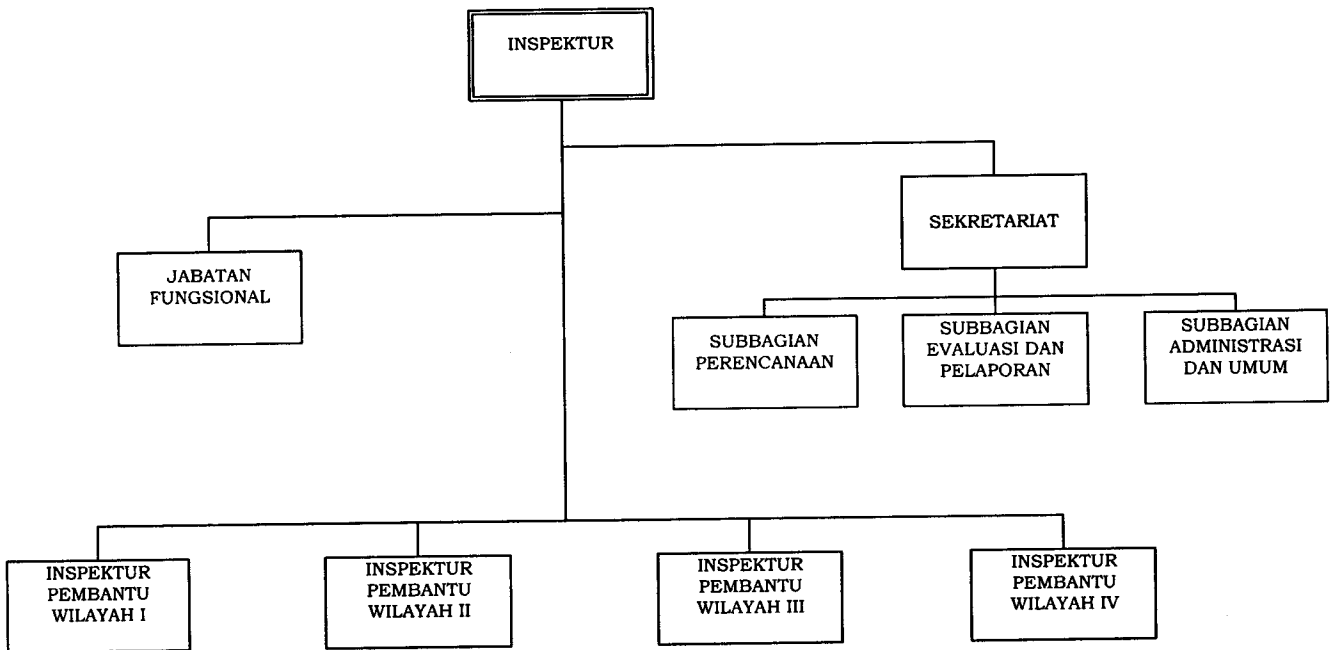 INSPEKTUR
SEKRETARIAT
JABATAN
FUNGSIONAL
SUBBAGIAN
PERENCANAAN
SUBBAGIAN
EVALUASI DAN
PELAPORAN
SUBBAGIAN
ADMINISTRASI
DAN UMUM
INSPEKTUR
PEMBANTU
WILAYAH I
INSPEKTUR
PEMBANTU
WILAYAH II
INSPEKTUR
PEMBANTU
WILAYAH III
INSPEKTUR
PEMBANTU
WILAYAH IV